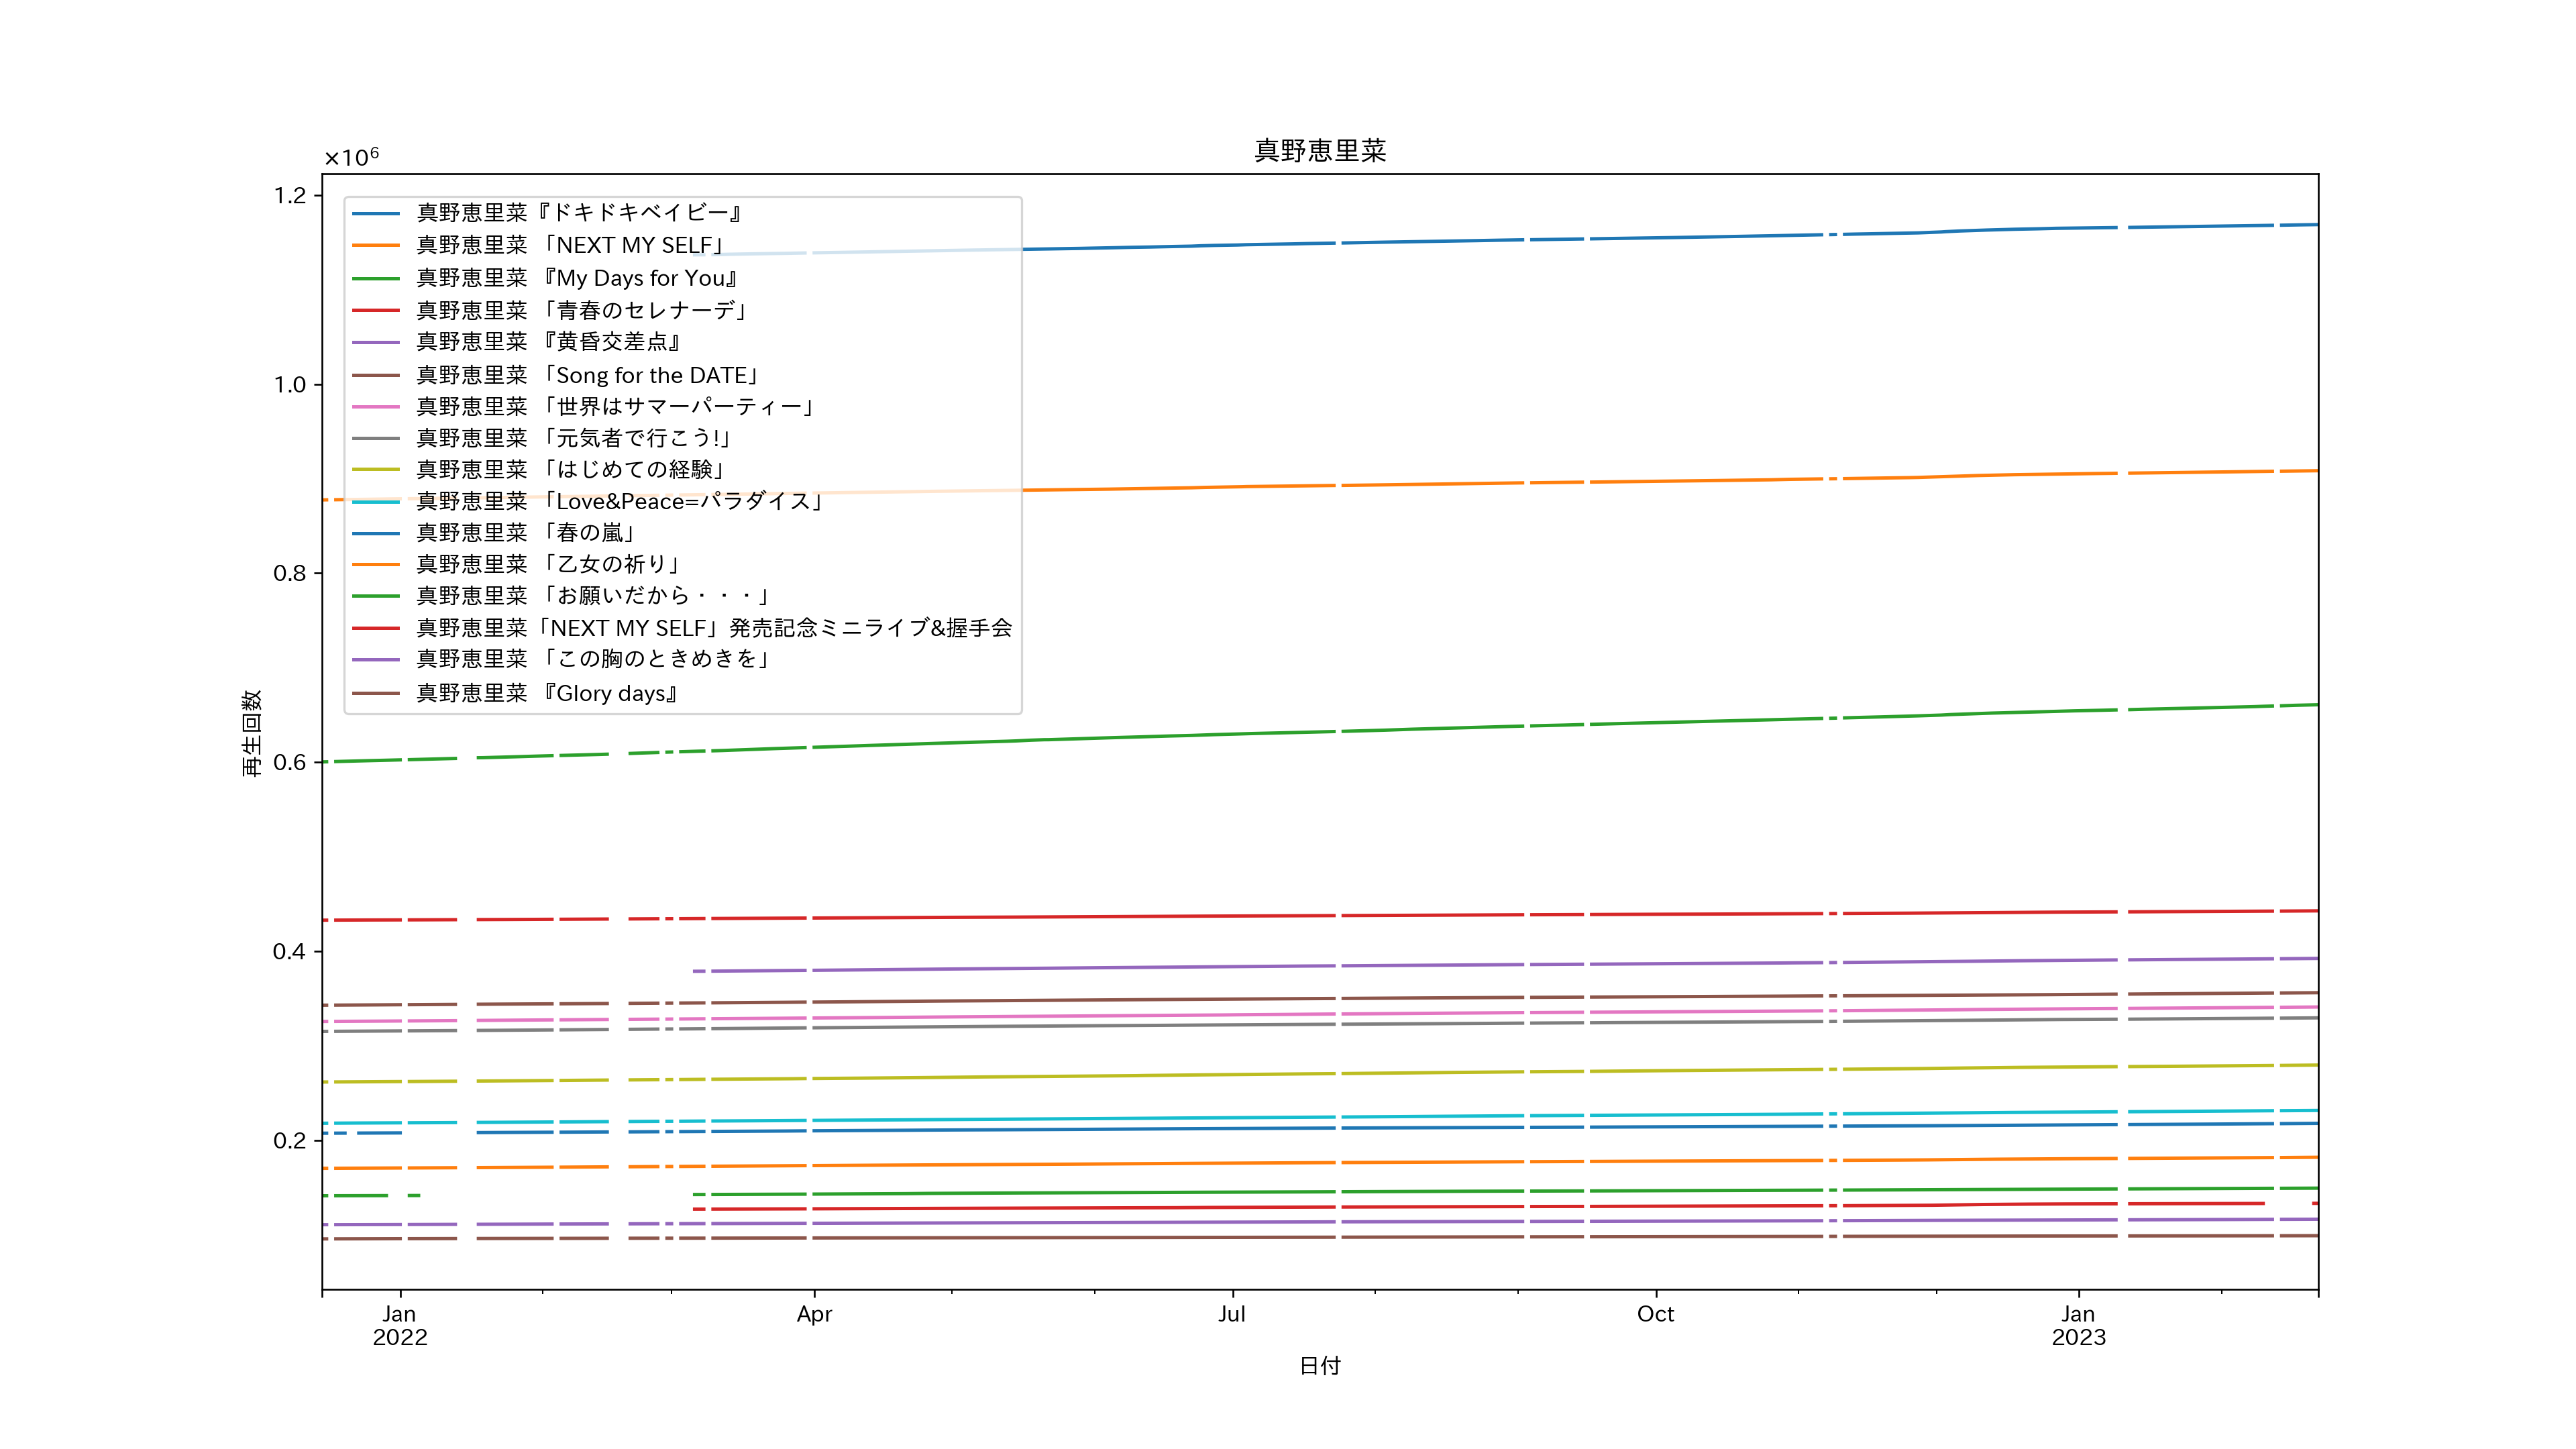 真野恵里菜
×10⁶
1.2
1.0
0.8
0.6
0.4
0.2
再生回数
真野恵里菜『ドキドキベイビー』
真野恵里菜 「NEXT MY SELF」
真野恵里菜 『My Days for You』
真野恵里菜 「青春のセレナーデ」
真野恵里菜 『黄昏交差点』
真野恵里菜 「Song for the DATE」
真野恵里菜 「世界はサマーパーティー」
真野恵里菜 「元気者で行こう!」
真野恵里菜 「はじめての経験」
真野恵里菜 「Love&Peace=パラダイス」
真野恵里菜 「春の嵐」
真野恵里菜 「乙女の祈り」
真野恵里菜 「お願いだから・・・」
真野恵里菜「NEXT MY SELF」発売記念ミニライブ&握手会
真野恵里菜 「この胸のときめきを」
真野恵里菜 『Glory days』
Jan Apr Jul Oct Jan
2022 2023
日付